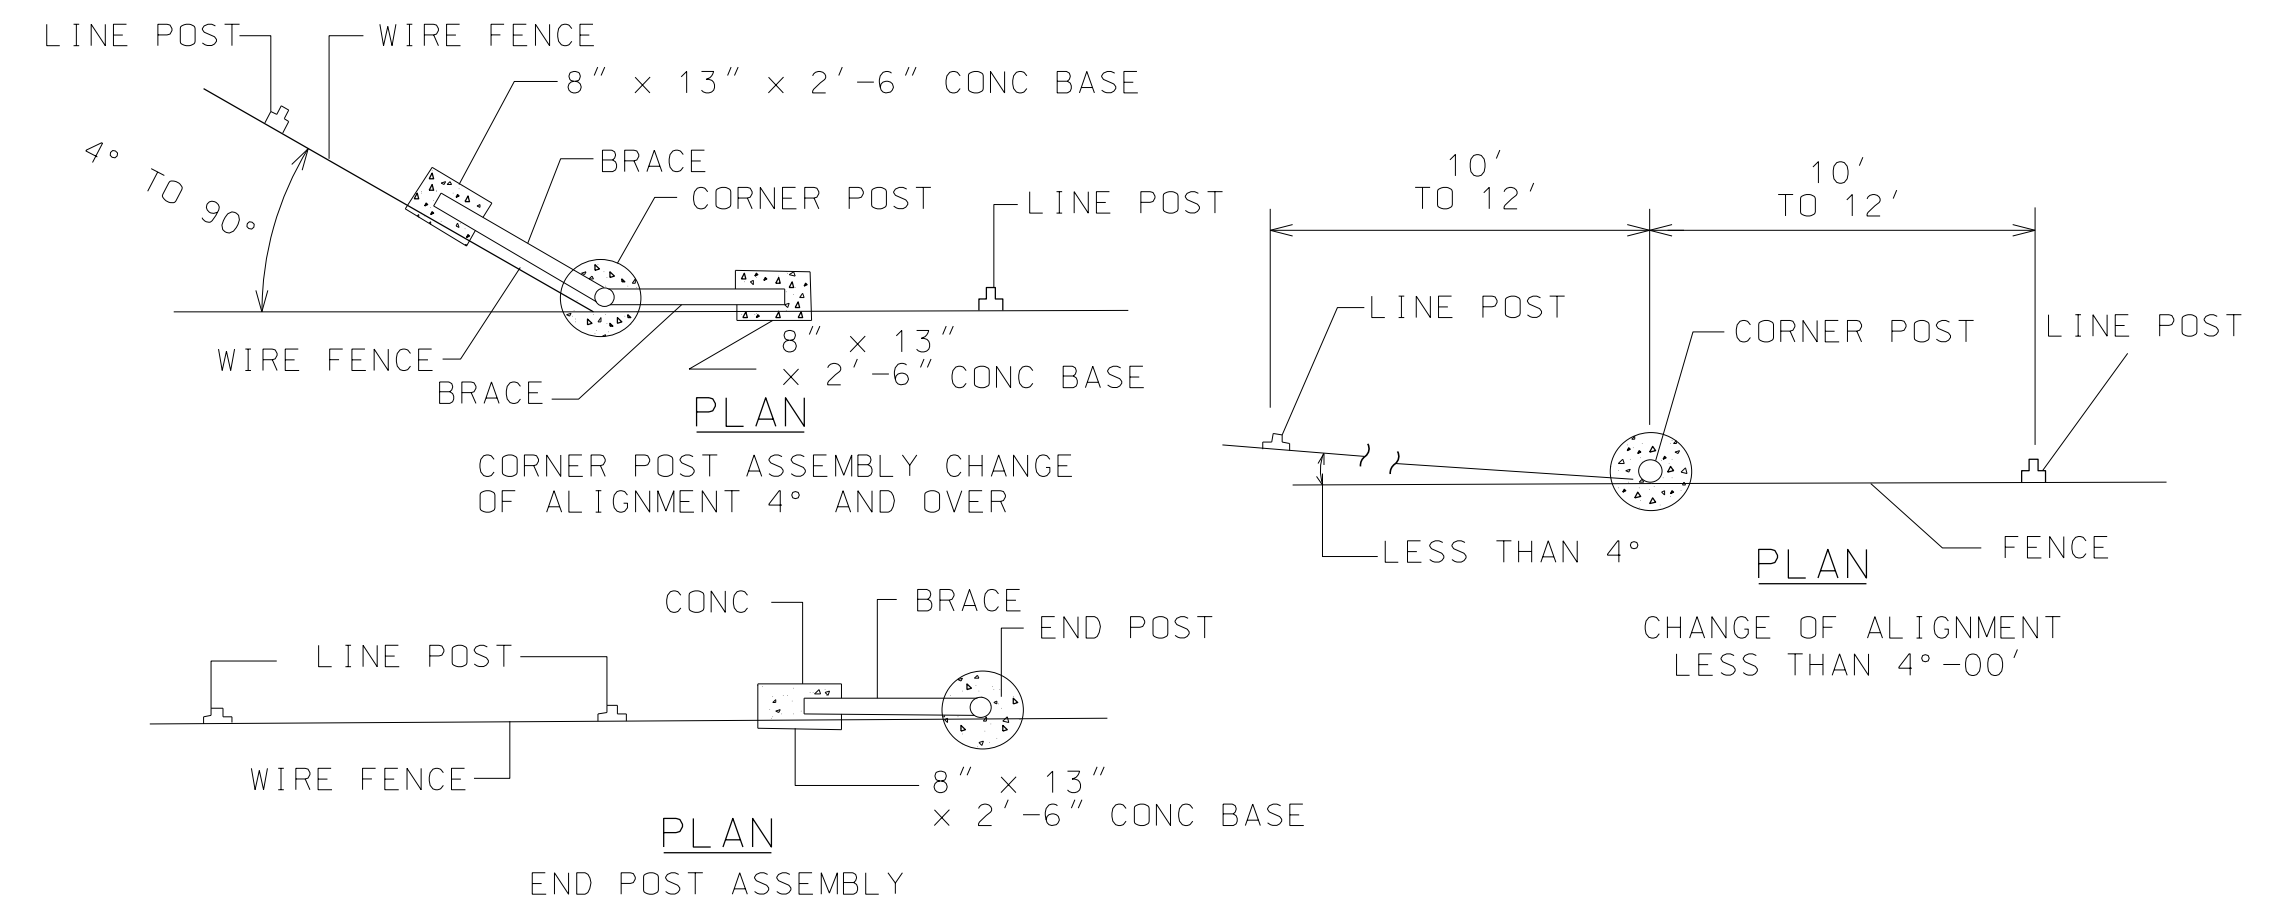 LINE POST
WIRE FENCE
8" x 13" x 2'-6" CONC BASE
4° TO 90°
BRACE
CORNER POST
LINE POST
WIRE FENCE
BRACE
8" x 13"
x 2'-6" CONC BASE
PLAN
CORNER POST ASSEMBLY CHANGE
OF ALIGNMENT 4° AND OVER
10'
TO 12'
10'
TO 12'
LINE POST
CORNER POST
LINE POST
LESS THAN 4°
FENCE
PLAN
CHANGE OF ALIGNMENT
LESS THAN 4°-00'
CONC
BRACE
END POST
LINE POST
WIRE FENCE
8" x 13"
x 2'-6" CONC BASE
PLAN
END POST ASSEMBLY